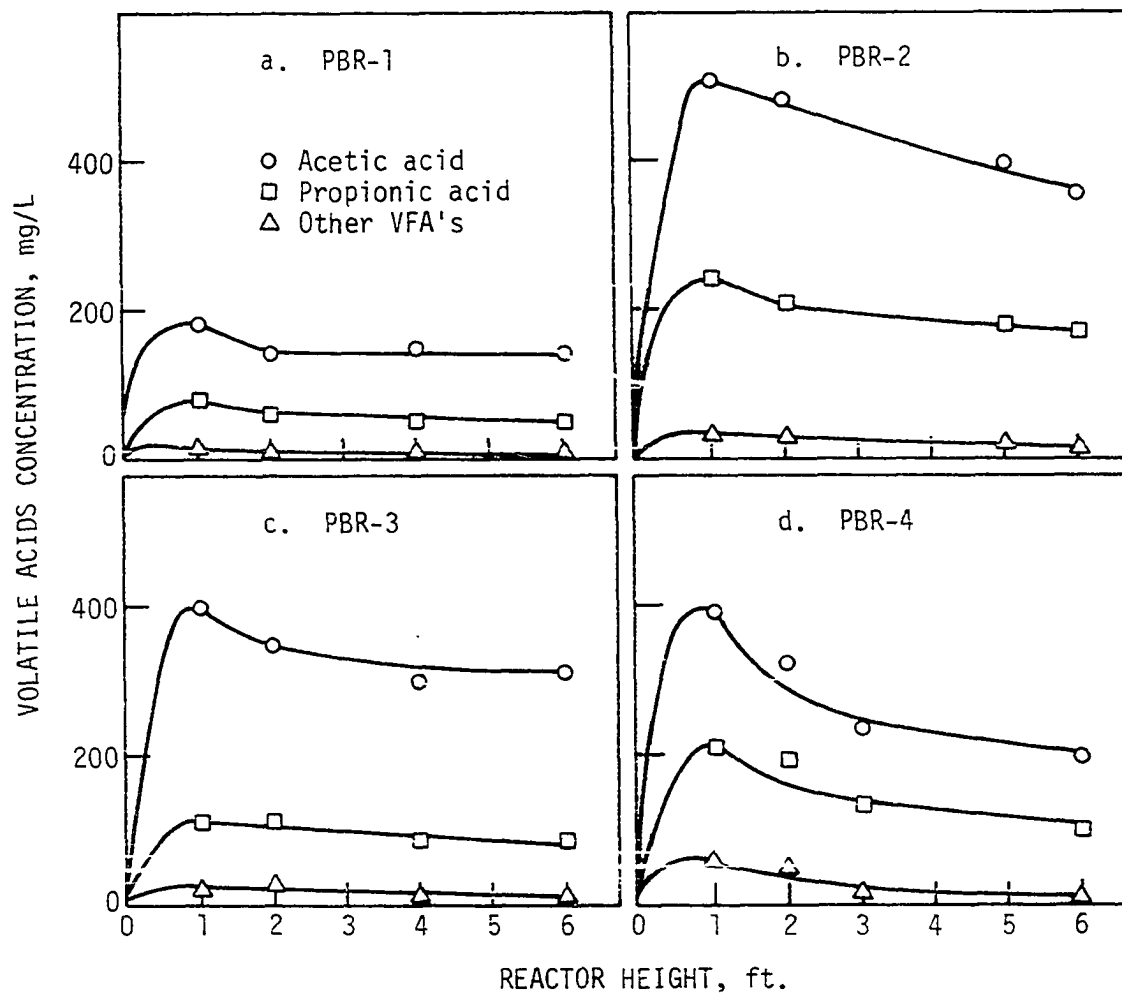 a. PBR-1
b. PBR-2
○ Acetic acid
□ Propionic acid
△ Other VFA's
400
200
0
c. PBR-3
d. PBR-4
400
200
0
0 1 2 3 4 5 6
0 1 2 3 4 5 6
VOLATILE ACIDS CONCENTRATION, mg/L
REACTOR HEIGHT, ft.